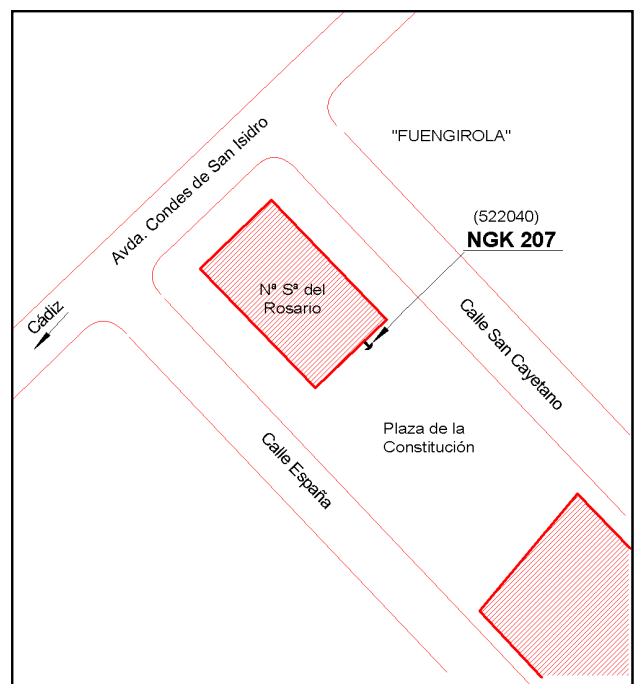 "FUENGIROLA"
Avda. Condes de San Isidro
(522040)
NGK 207
Nª Sª del
Rosario
Cádiz
Calle San Cayetano
Plaza de la
Constitución
Calle España